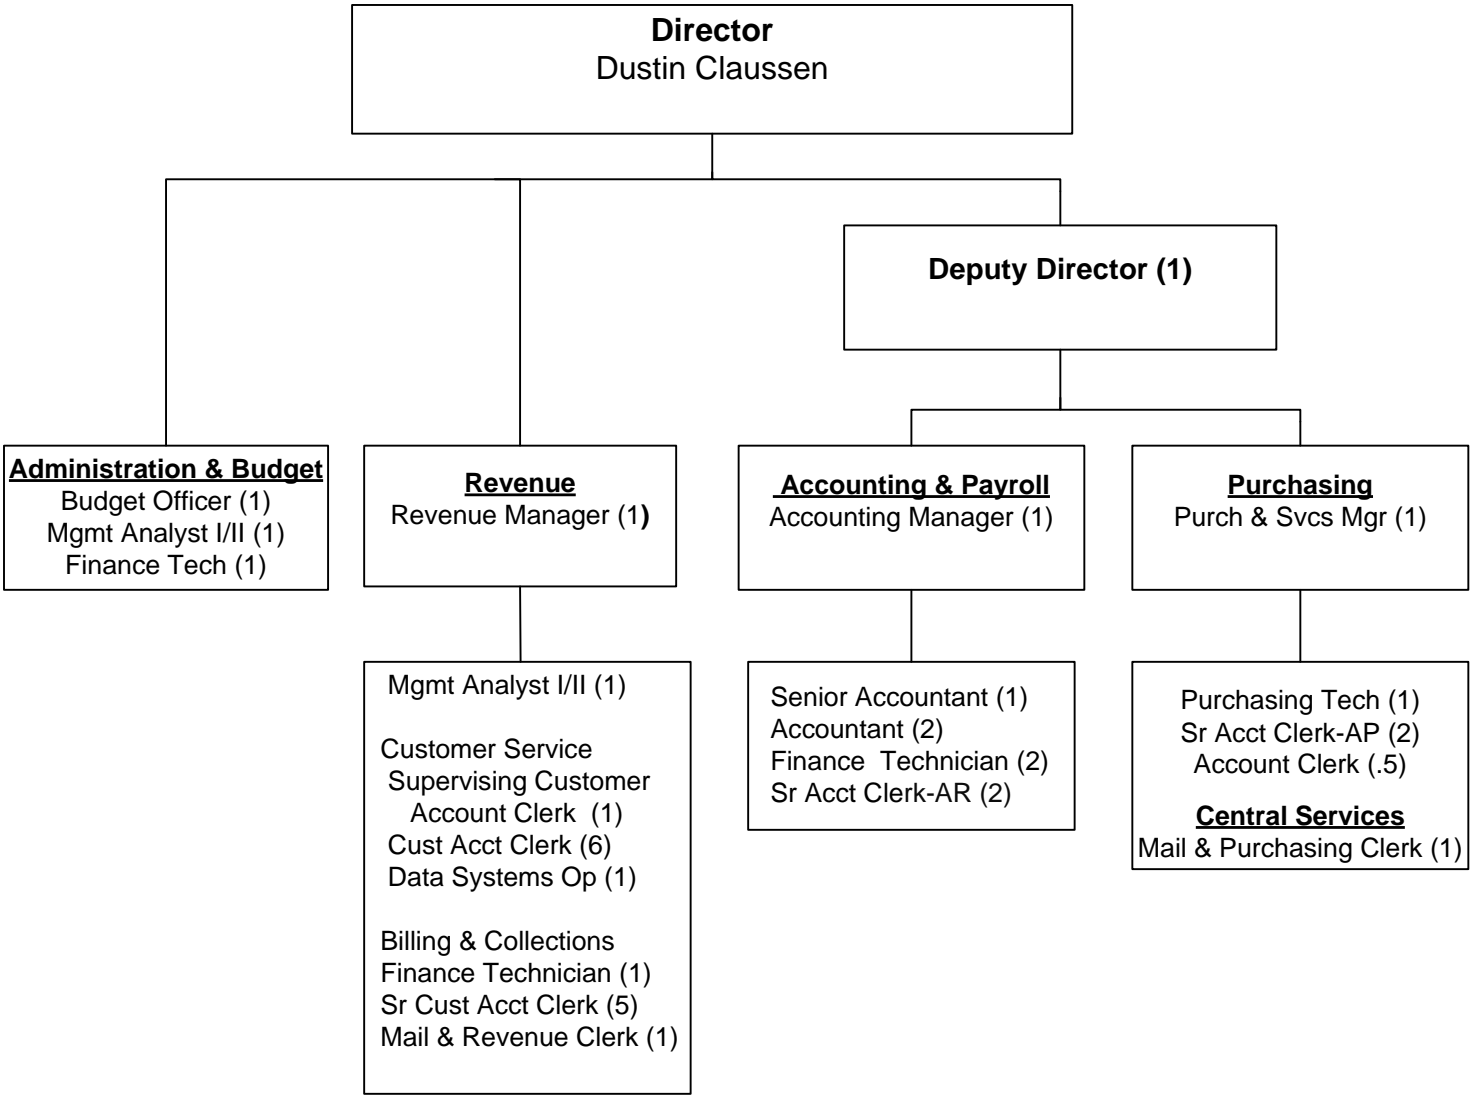 Director
Dustin Claussen
Deputy Director (1)
Administration & Budget
Budget Officer (1)
Mgmt Analyst I/II (1)
Finance Tech (1)
Revenue
Revenue Manager (1)
Accounting & Payroll
Accounting Manager (1)
Purchasing
Purch & Svcs Mgr (1)
Mgmt Analyst I/II (1)
Customer Service
Supervising Customer
Account Clerk (1)
Cust Acct Clerk (6)
Data Systems Op (1)
Billing & Collections
Finance Technician (1)
Sr Cust Acct Clerk (5)
Mail & Revenue Clerk (1)
Senior Accountant (1)
Accountant (2)
Finance Technician (2)
Sr Acct Clerk-AR (2)
Purchasing Tech (1)
Sr Acct Clerk-AP (2)
Account Clerk (.5)
Central Services
Mail & Purchasing Clerk (1)